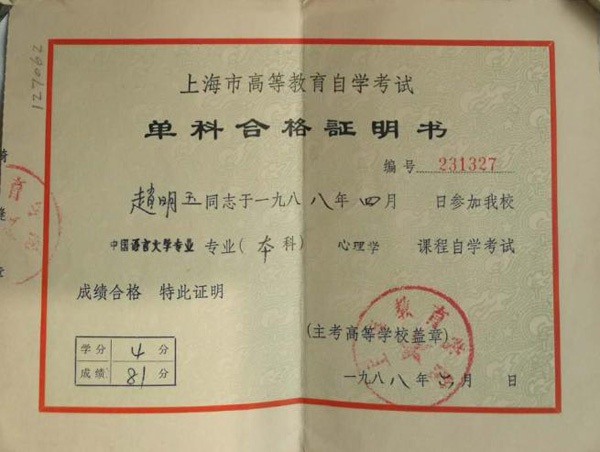 127062
上海市高等教育自学考试
单科合格証明书
编号 231327
趙明五同志于一九八八年四月 日参加我校
中国语言文学专业 专业(本科) 心理学 课程自学考试
成绩合格 特此证明
(主考高等学校盖章)
学分 4 分
成绩 81 分
一九八八年六月 日